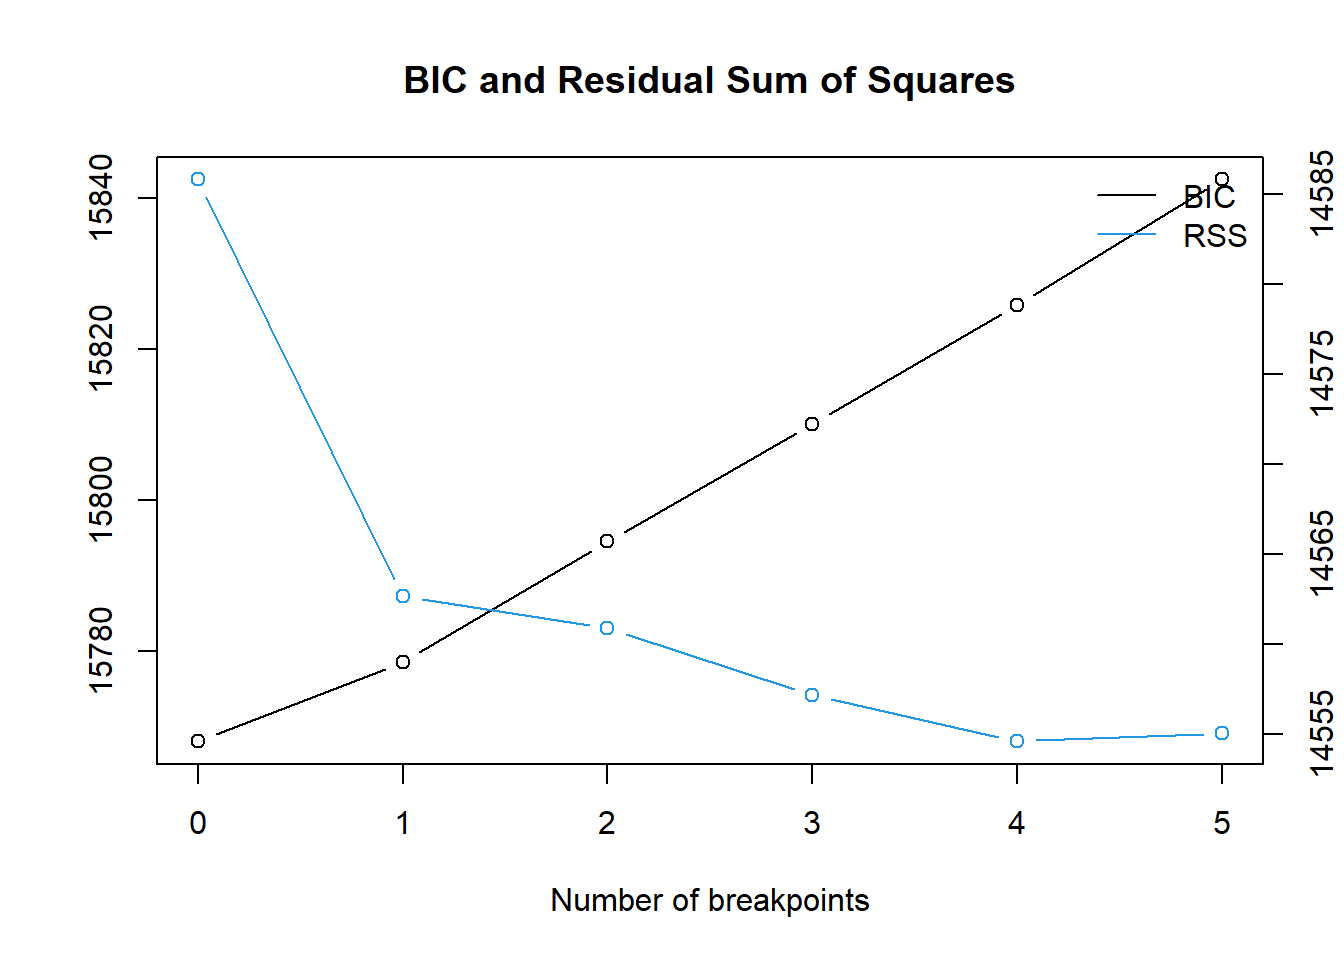 BIC and Residual Sum of Squares
15840
15820
15800
15780
14585
14575
14565
14555
BIC
RSS
0 1 2 3 4 5
Number of breakpoints